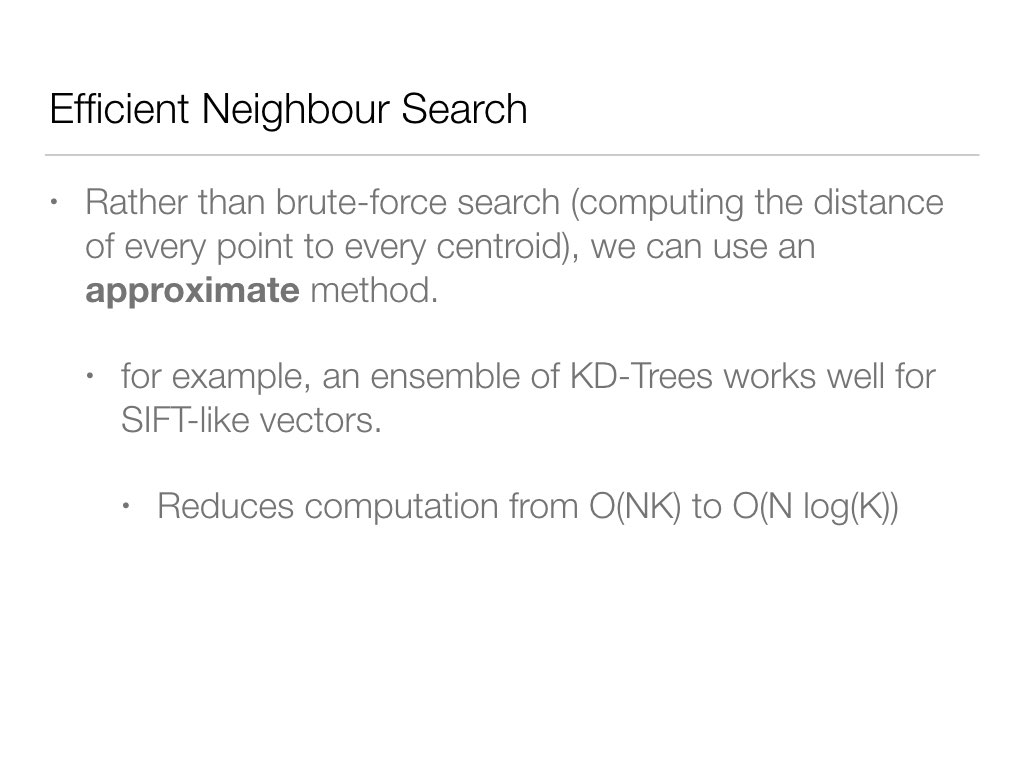 Efficient Neighbour Search
• Rather than brute-force search (computing the distance
of every point to every centroid), we can use an
approximate method.
• for example, an ensemble of KD-Trees works well for
SIFT-like vectors.
• Reduces computation from O(NK) to O(N log(K))